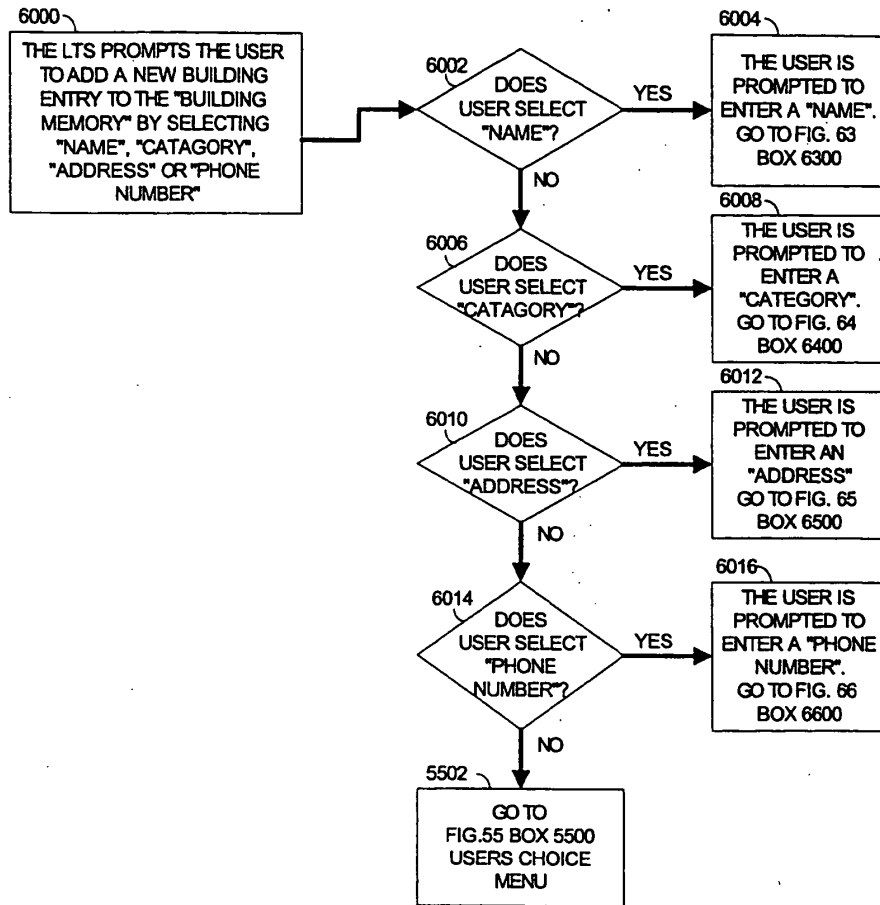 6000
THE LTS PROMPTS THE USER
TO ADD A NEW BUILDING
ENTRY TO THE "BUILDING
MEMORY" BY SELECTING
"NAME", "CATAGORY",
"ADDRESS" OR "PHONE
NUMBER"
6002
DOES
USER SELECT
"NAME"?
YES
NO
6004
THE USER IS
PROMPTED TO
ENTER A "NAME".
GO TO FIG. 63
BOX 6300
6006
DOES
USER SELECT
"CATAGORY"?
YES
NO
6008
THE USER IS
PROMPTED TO
ENTER A
"CATEGORY".
GO TO FIG. 64
BOX 6400
6010
DOES
USER SELECT
"ADDRESS"?
YES
NO
6012
THE USER IS
PROMPTED TO
ENTER AN
"ADDRESS"
GO TO FIG. 65
BOX 6500
6014
DOES
USER SELECT
"PHONE
NUMBER"?
YES
NO
6016
THE USER IS
PROMPTED TO
ENTER A "PHONE
NUMBER".
GO TO FIG. 66
BOX 6600
5502
GO TO
FIG.55 BOX 5500
USERS CHOICE
MENU